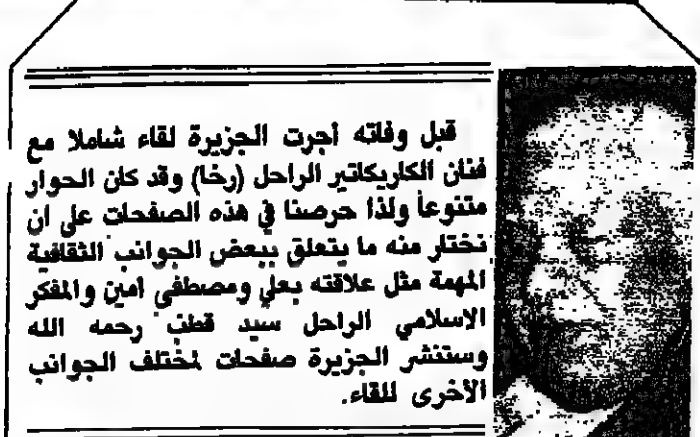 قبل وفاته أجرت الجزيرة لقاء شاملا مع
فنان الكاريكاتير الراحل (رخا) وقد كان الحوار
متنوعاً ولذا حرصنا في هذه الصفحات على ان
نختار منه ما يتعلق ببعض الجوانب الثقافية
المهمة مثل علاقته بعلي ومصطفى امين والمفكر
الاسلامي الراحل سيد قطب رحمه الله
وستنشر الجزيرة صفحات لمختلف الجوانب
الأخرى للقاء.